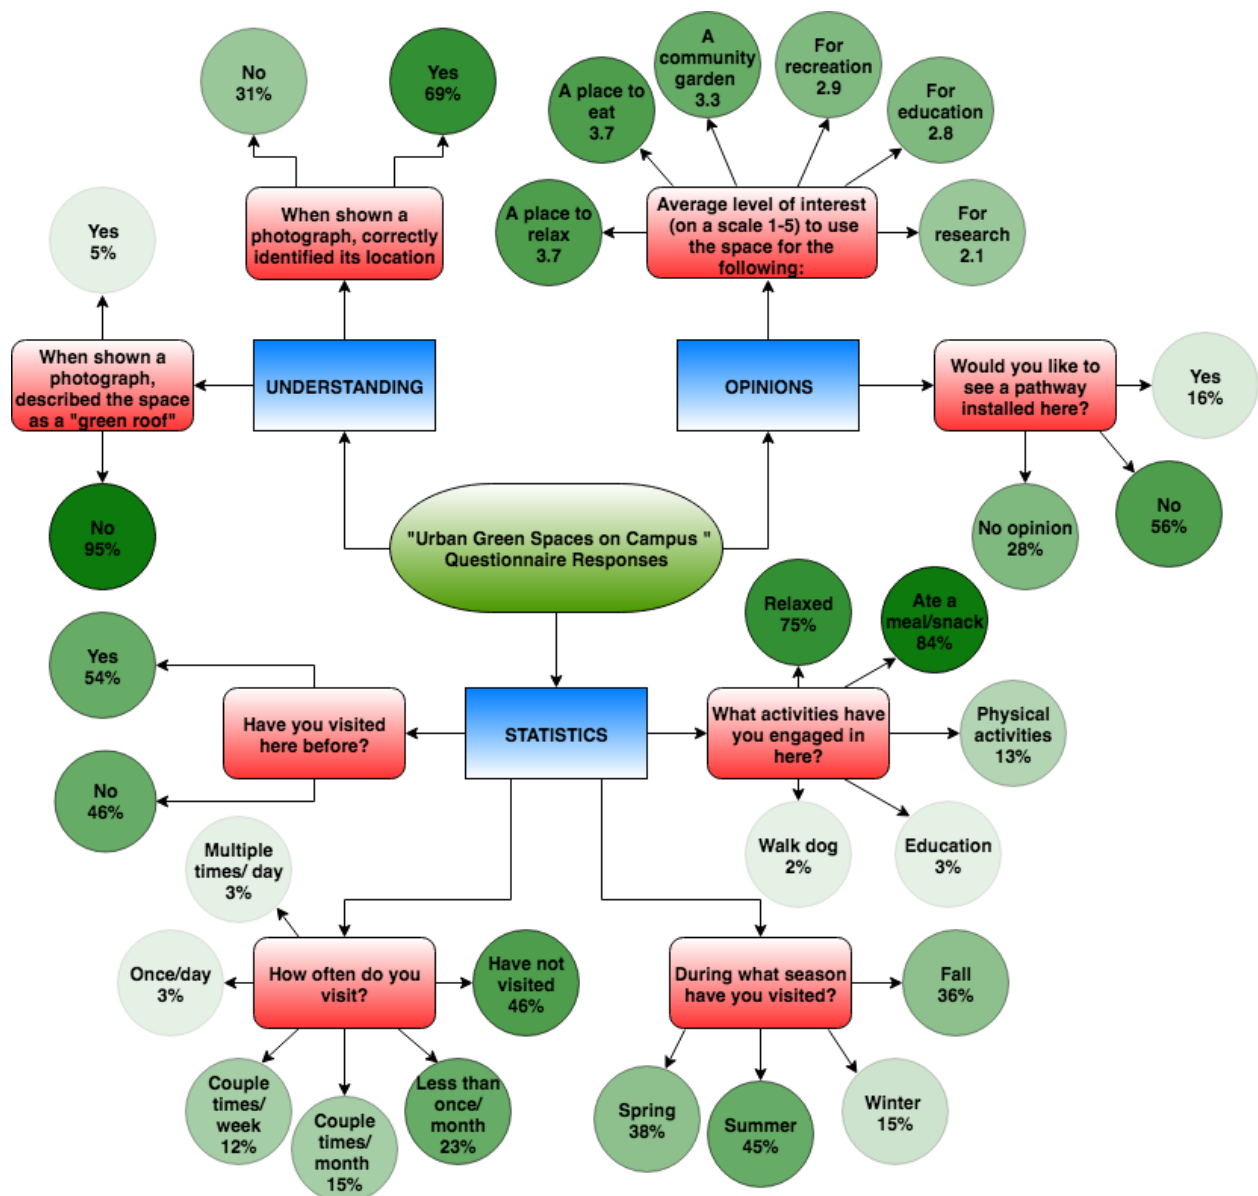 No
31%
Yes
69%
A place to
eat
3.7
A
community
garden
3.3
For
recreation
2.9
For
education
2.8
Yes
5%
When shown a
photograph, correctly
identified its location
A place to
relax
3.7
Average level of interest
(on a scale 1-5) to use
the space for the
following:
For
research
2.1
When shown a
photograph,
described the space
as a "green roof"
UNDERSTANDING
OPINIONS
Would you like to
see a pathway
installed here?
Yes
16%
No
95%
"Urban Green Spaces on Campus "
Questionnaire Responses
No opinion
28%
No
56%
Yes
54%
Relaxed
75%
Ate a
meal/snack
84%
Have you visited
here before?
STATISTICS
What activities have
you engaged in
here?
Physical
activities
13%
No
46%
Multiple
times/ day
3%
Walk dog
2%
Education
3%
Once/day
3%
How often do you
visit?
Have not
visited
46%
During what season
have you visited?
Fall
36%
Couple
times/
week
12%
Couple
times/
month
15%
Less than
once/
month
23%
Spring
38%
Summer
45%
Winter
15%